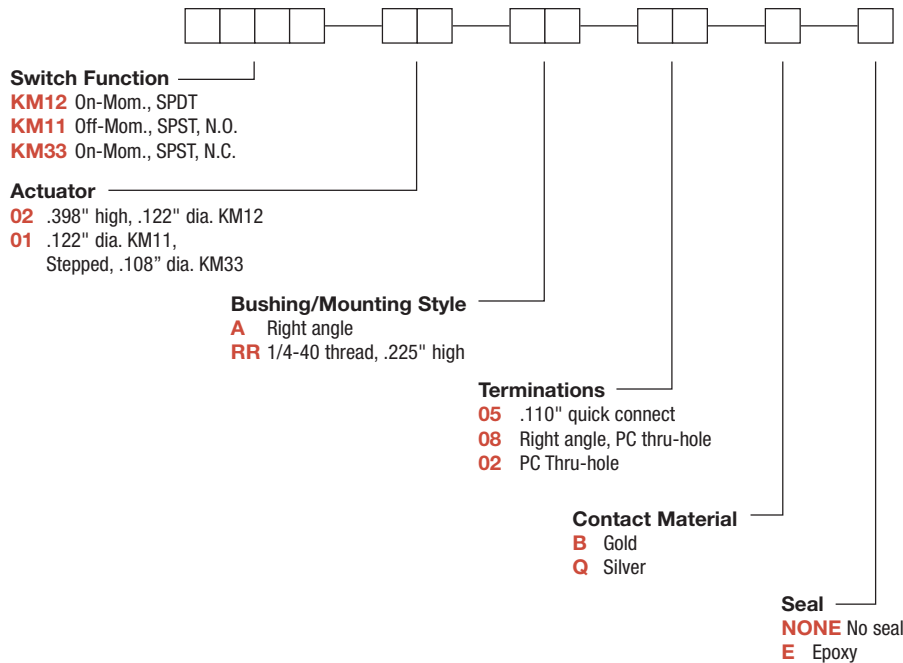 Switch Function
KM12 On-Mom., SPDT
KM11 Off-Mom., SPST, N.O.
KM33 On-Mom., SPST, N.C.
Actuator
02 .398" high, .122" dia. KM12
01 .122" dia. KM11,
Stepped, .108” dia. KM33
Bushing/Mounting Style
A Right angle
RR 1/4-40 thread, .225" high
Terminations
05 .110" quick connect
08 Right angle, PC thru-hole
02 PC Thru-hole
Contact Material
B Gold
Q Silver
Seal
NONE No seal
E Epoxy